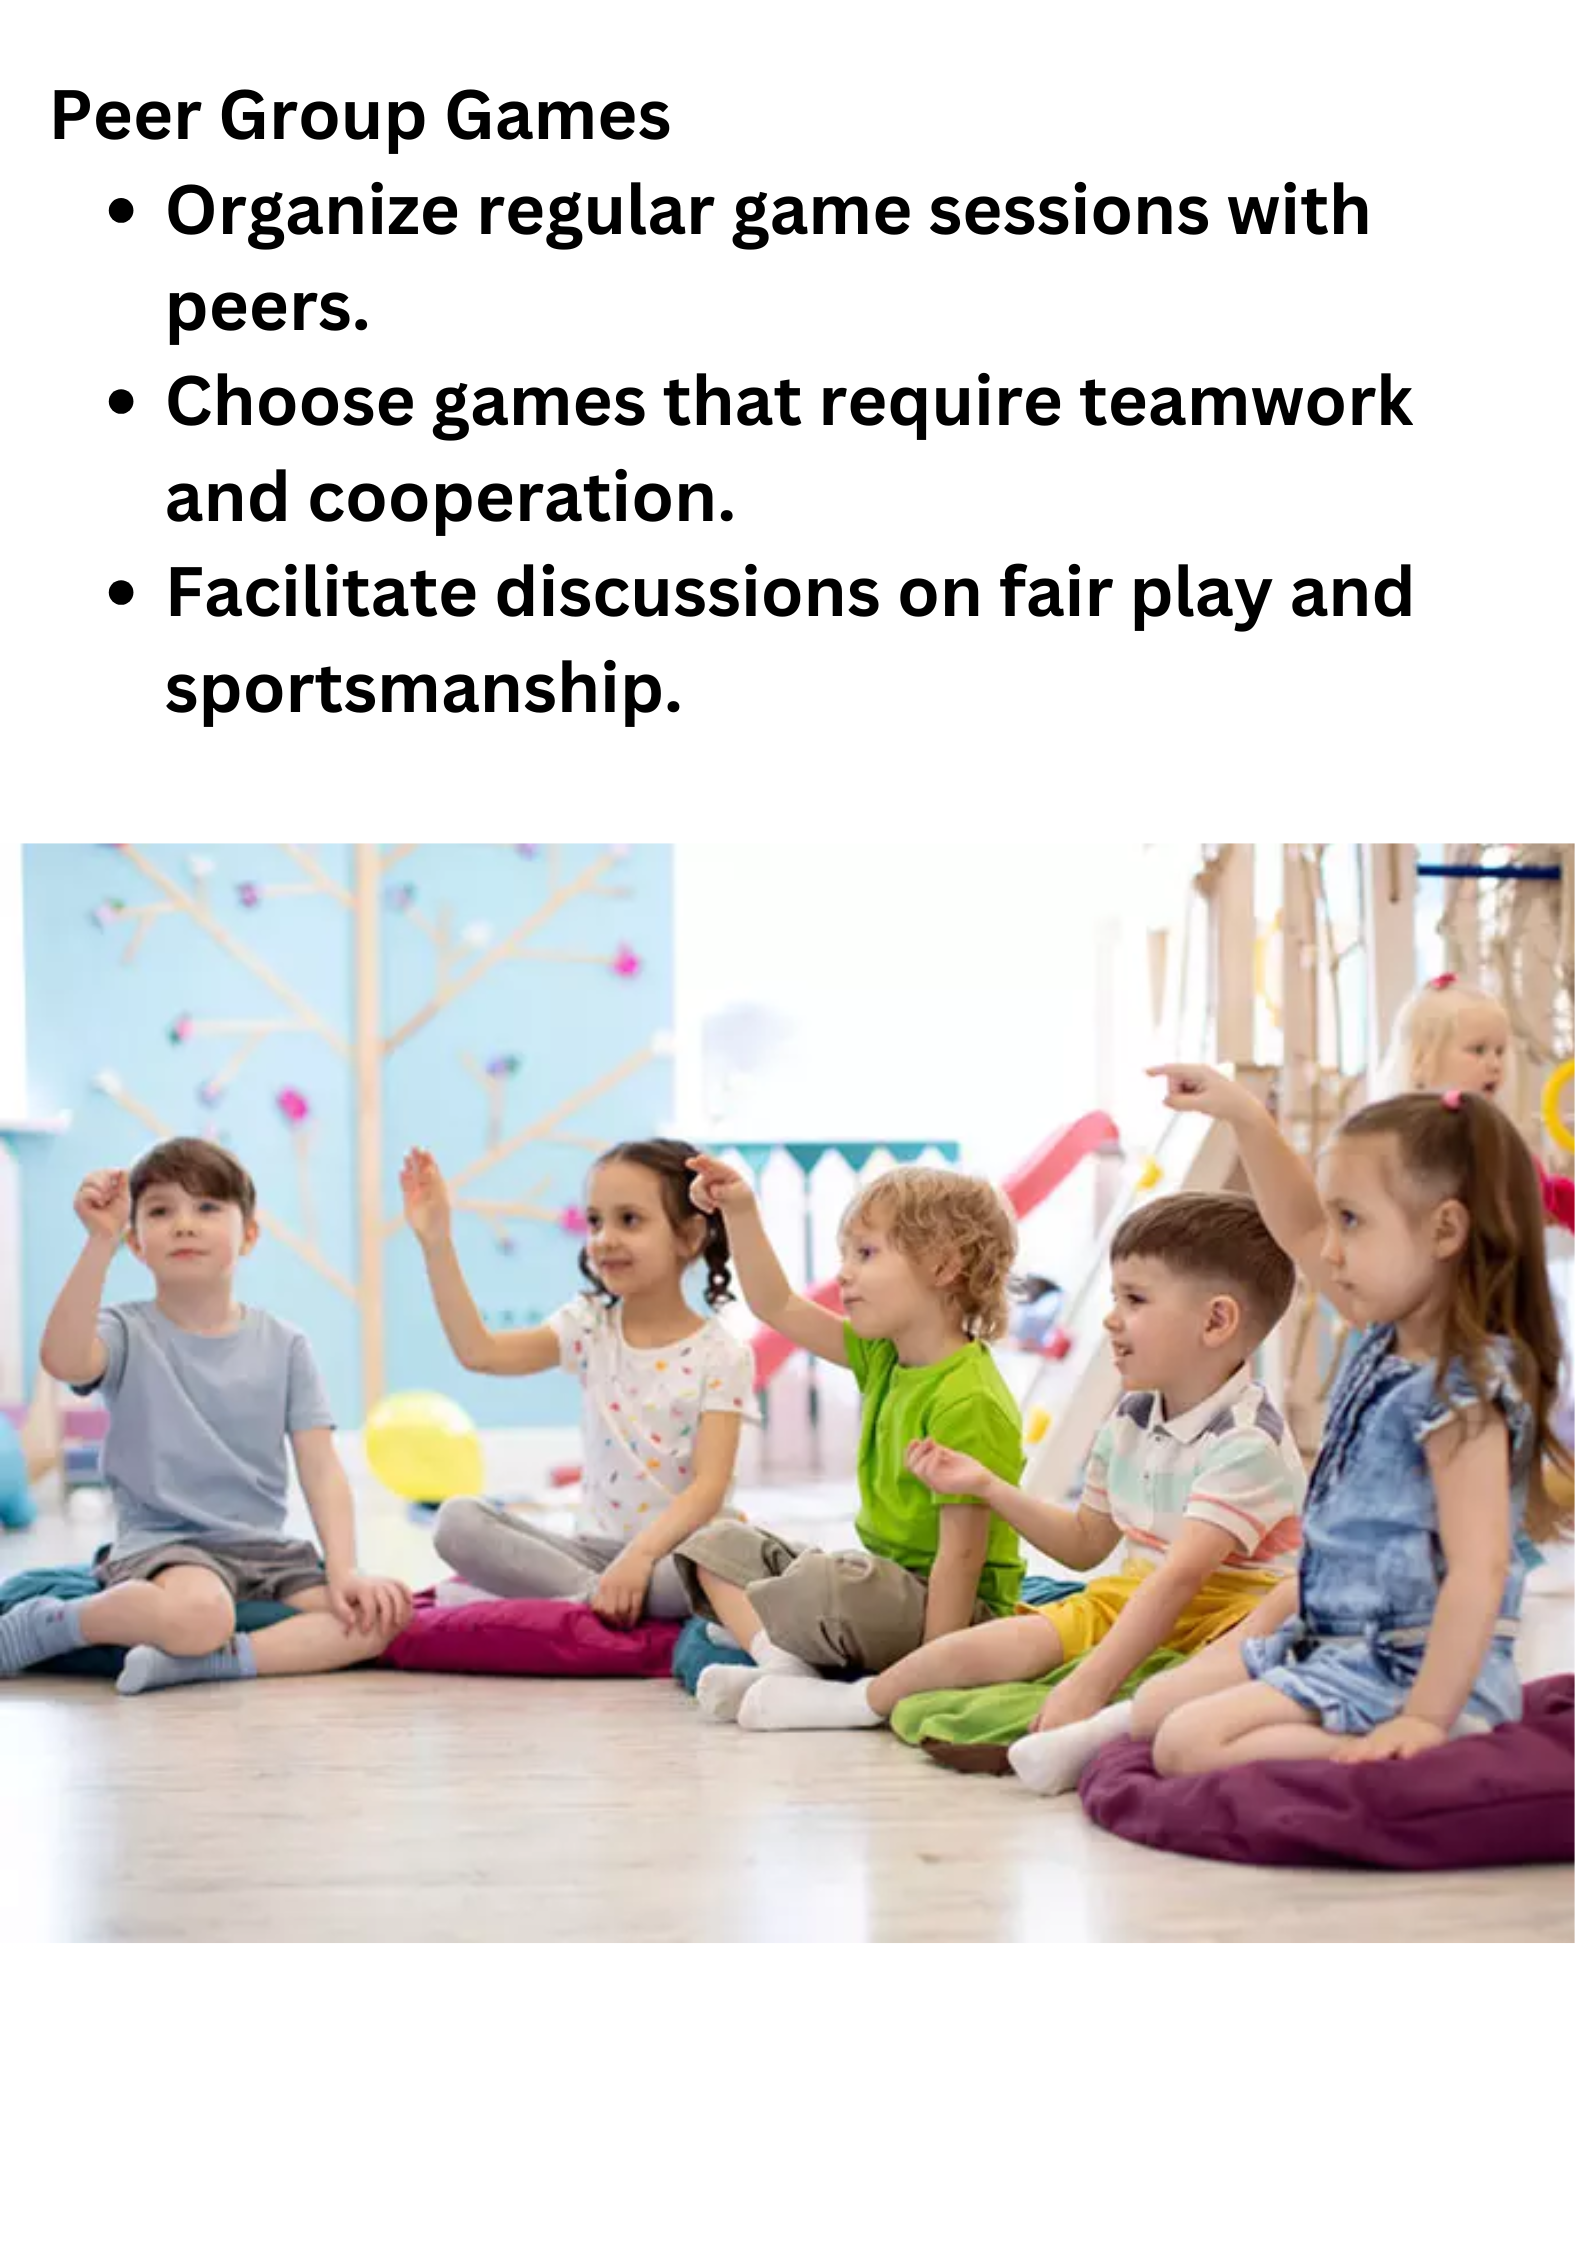 Peer Group Games
• Organize regular game sessions with
peers.
• Choose games that require teamwork
and cooperation.
• Facilitate discussions on fair play and
sportsmanship.